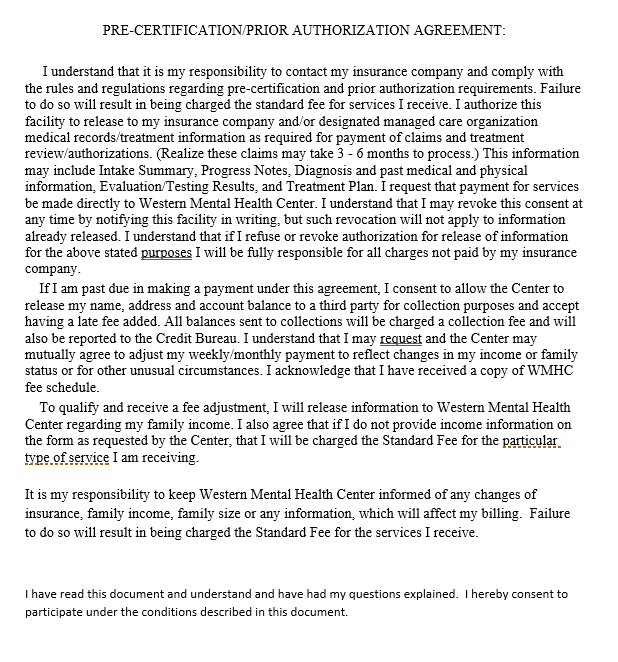 PRE-CERTIFICATION/PRIOR AUTHORIZATION AGREEMENT:
I understand that it is my responsibility to contact my insurance company and comply with
the rules and regulations regarding pre-certification and prior authorization requirements. Failure
to do so will result in being charged the standard fee for services I receive. I authorize this
facility to release to my insurance company and/or designated managed care organization
medical records/treatment information as required for payment of claims and treatment
review/authorizations. (Realize these claims may take 3 - 6 months to process.) This information
may include Intake Summary, Progress Notes, Diagnosis and past medical and physical
information, Evaluation/Testing Results, and Treatment Plan. I request that payment for services
be made directly to Western Mental Health Center. I understand that I may revoke this consent at
any time by notifying this facility in writing, but such revocation will not apply to information
already released. I understand that if I refuse or revoke authorization for release of information
for the above stated purposes I will be fully responsible for all charges not paid by my insurance
company.
If I am past due in making a payment under this agreement, I consent to allow the Center to
release my name, address and account balance to a third party for collection purposes and accept
having a late fee added. All balances sent to collections will be charged a collection fee and will
also be reported to the Credit Bureau. I understand that I may request and the Center may
mutually agree to adjust my weekly/monthly payment to reflect changes in my income or family
status or for other unusual circumstances. I acknowledge that I have received a copy of WMHC
fee schedule.
To qualify and receive a fee adjustment, I will release information to Western Mental Health
Center regarding my family income. I also agree that if I do not provide income information on
the form as requested by the Center, that I will be charged the Standard Fee for the particular
type of service I am receiving.
It is my responsibility to keep Western Mental Health Center informed of any changes of
insurance, family income, family size or any information, which will affect my billing. Failure
to do so will result in being charged the Standard Fee for the services I receive.
I have read this document and understand and have had my questions explained. I hereby consent to
participate under the conditions described in this document.